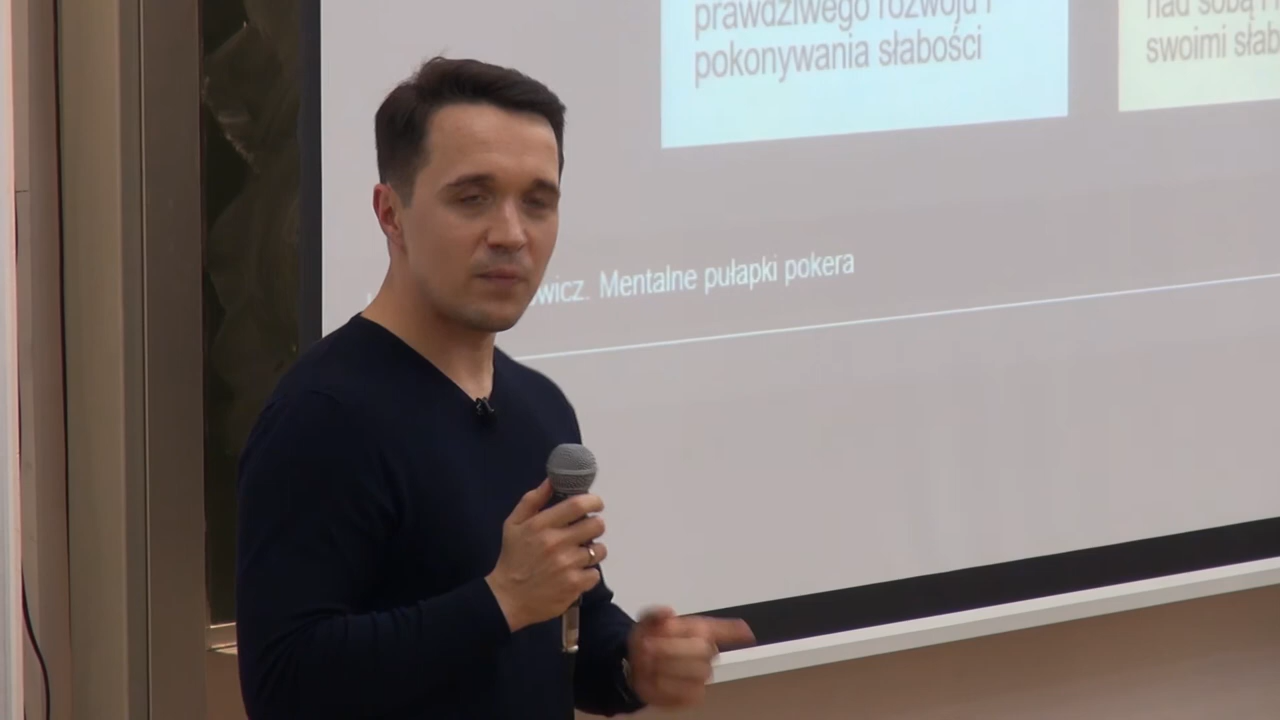 prawdziwego rozwoju i
pokonywania słabości
nad sobą i
swoimi słab
wicz. Mentalne pułapki pokera